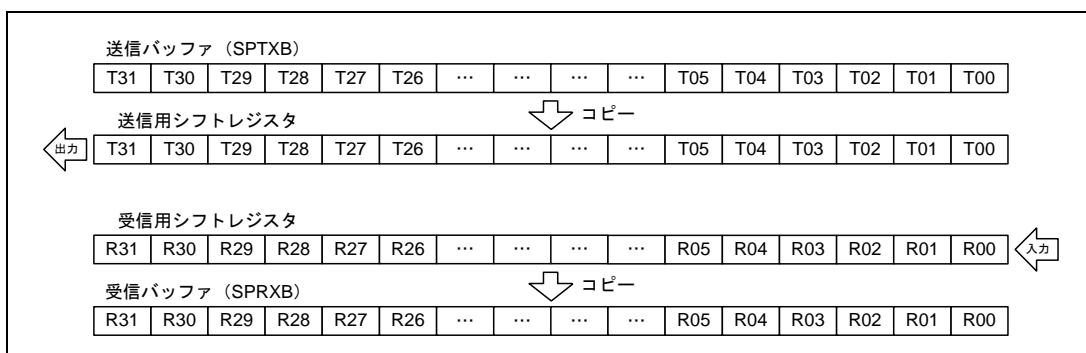 送信バッファ（SPTXB）
T31 T30 T29 T28 T27 T26 … … … … T05 T04 T03 T02 T01 T00
コピー
送信用シフトレジスタ
出力 T31 T30 T29 T28 T27 T26 … … … … T05 T04 T03 T02 T01 T00
受信用シフトレジスタ
R31 R30 R29 R28 R27 R26 … … … … R05 R04 R03 R02 R01 R00 入力
コピー
受信バッファ（SPRXB）
R31 R30 R29 R28 R27 R26 … … … … R05 R04 R03 R02 R01 R00